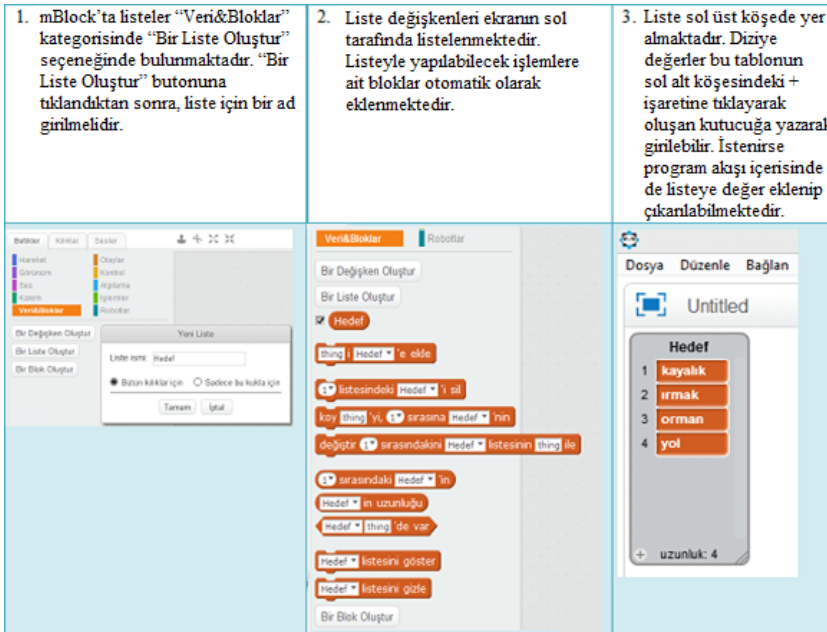 1. mBlock’ta listeler “Veri&Bloklar”
kategorisinde “Bir Liste Oluştur”
seçeneğinde bulunmaktadır. “Bir
Liste Oluştur” butonuna
tıklandıktan sonra, liste için bir ad
girilmelidir.
2. Liste değişkenleri ekranın sol
tarafında listelenmektedir.
Listeyle yapılabilecek işlemlere
ait bloklar otomatik olarak
eklenmektedir.
3. Liste sol üst köşede yer
almaktadır. Diziye
değerler bu tablonun
sol alt köşesindeki +
işaretine tıklayarak
oluşan kutucuğa yazarak
girilebilir. İstenirse
program akışı içerisinde
de listeye değer eklenip
çıkarılabilmektedir.
Betikler Kılıklar Sesler
Hareket Olaylar
Görünüm Kontrol
Ses Algılama
Kalem İşlemler
Veri&Bloklar Robotlar
Bir Değişken Oluştur
Bir Liste Oluştur
Bir Blok Oluştur
Yeni Liste
Liste ismi: Hedef
Bütün kılıklar için Sadece bu kukla için
Tamam İptal
Veri&Bloklar Robotlar
Bir Değişken Oluştur
Bir Liste Oluştur
Hedef
thing i Hedef 'e ekle
1 listesindeki Hedef 'i sil
koy thing 'yi, 1 sırasına Hedef 'nin
değiştir 1 sırasındakini Hedef listesinin thing ile
1 sırasındaki Hedef 'in
Hedef in uzunluğu
Hedef thing 'de var
Hedef listesini göster
Hedef listesini gizle
Bir Blok Oluştur
Dosya Düzenle Bağlan
Untitled
Hedef
1 kayalık
2 ırmak
3 orman
4 yol
+ uzunluk: 4